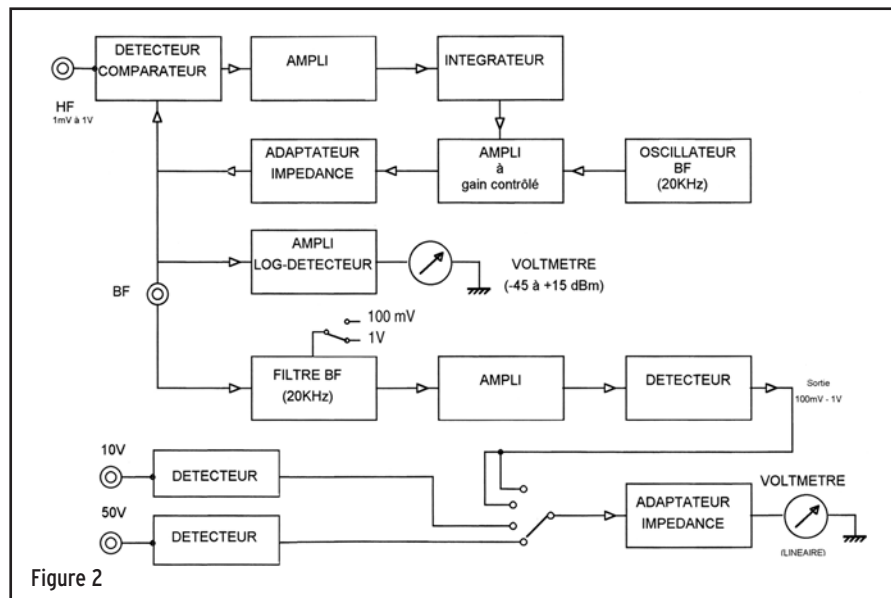 DETECTEUR
COMPARATEUR
AMPLI
INTEGRATEUR
HF
1mV à 1V
ADAPTATEUR
IMPEDANCE
AMPLI
à
gain contrôlé
OSCILLATEUR
BF
(20KHz)
AMPLI
LOG-DETECTEUR
VOLTMETRE
(-45 à +15 dBm)
BF
100 mV
1V
FILTRE BF
(20KHz)
AMPLI
DETECTEUR
Sortie
100mV - 1V
10V
DETECTEUR
50V
DETECTEUR
ADAPTATEUR
IMPEDANCE
VOLTMETRE
(LINEAIRE)
Figure 2